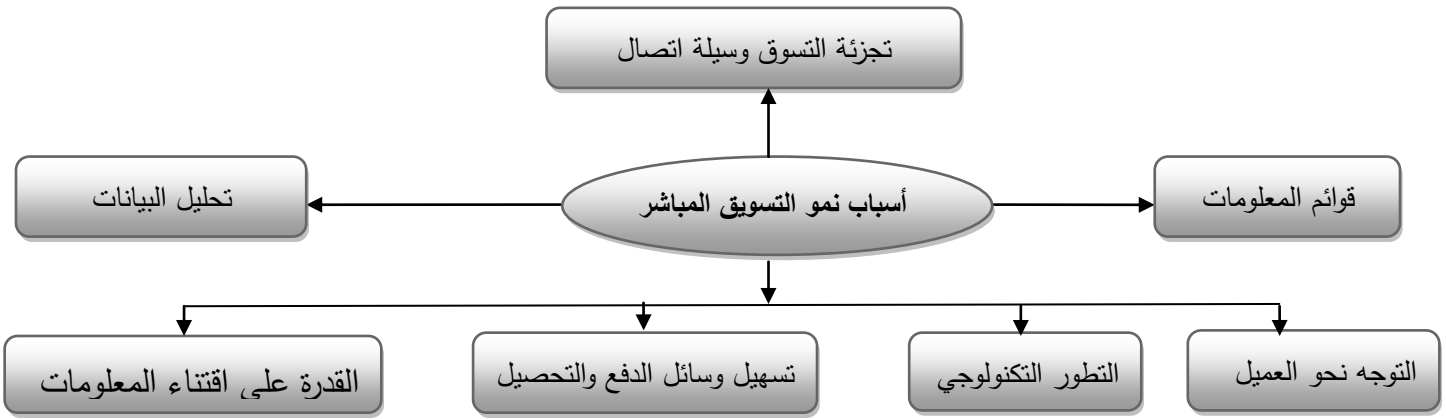 تجزئة التسوق وسيلة اتصال
قوائم المعلومات
أسباب نمو التسويق المباشر
تحليل البيانات
التوجه نحو العميل
التطور التكنولوجي
تسهيل وسائل الدفع والتحصيل
القدرة على اقتناء المعلومات